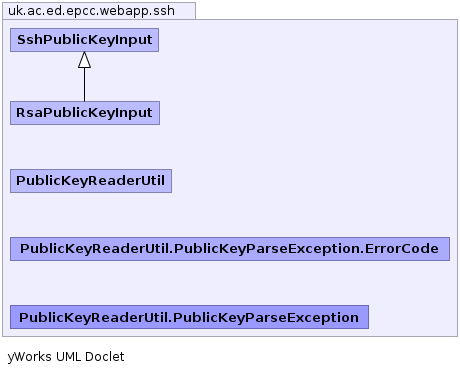 uk.ac.ed.epcc.webapp.ssh
SshPublicKeyInput
RsaPublicKeyInput
PublicKeyReaderUtil
PublicKeyReaderUtil.PublicKeyParseException.ErrorCode
PublicKeyReaderUtil.PublicKeyParseException
yWorks UML Doclet